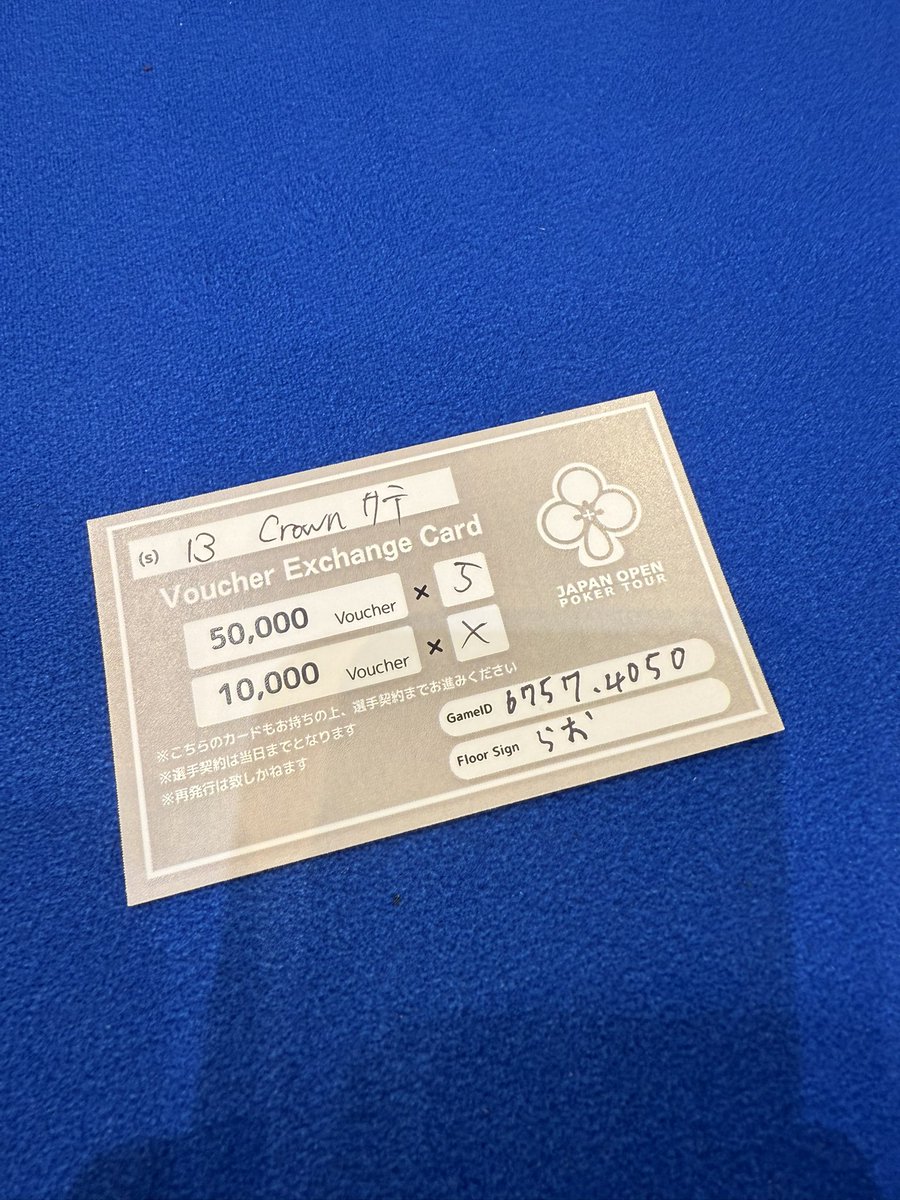 (s) 13 Crown サテ
Voucher Exchange Card
50,000 Voucher × 5
10,000 Voucher × ×
※こちらのカードもお持ちの上、選手契約までお進みください
※選手契約は当日までとなります
※再発行は致しかねます
JAPAN OPEN
POKER TOUR
GameID 6757.4050
Floor Sign らお